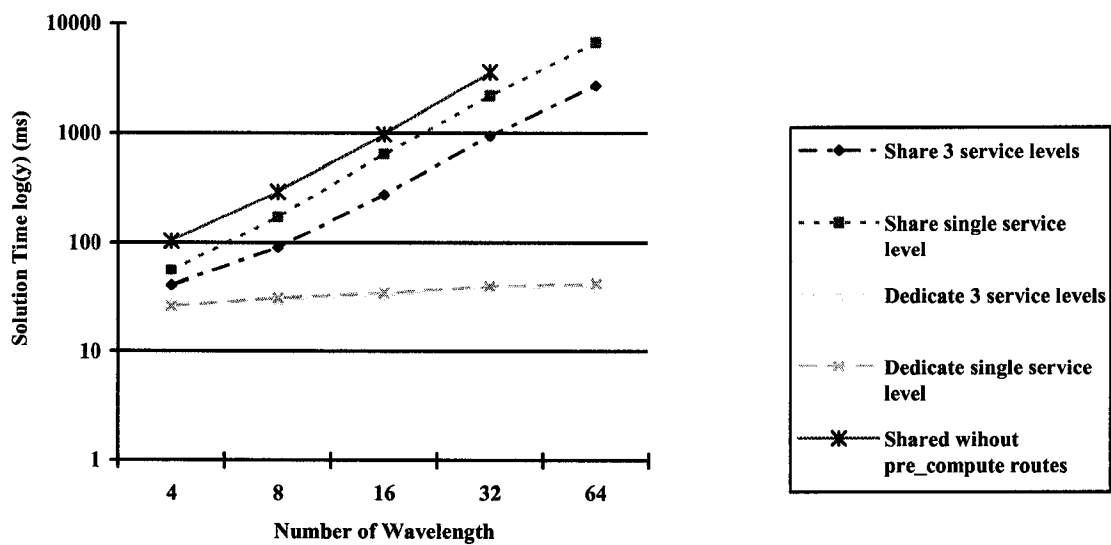 10000
1000
100
10
1
Solution Time log(y) (ms)
4 8 16 32 64
Number of Wavelength
Share 3 service levels
Share single service
level
Dedicate 3 service levels
Dedicate single service
level
Shared wihout
pre_compute routes